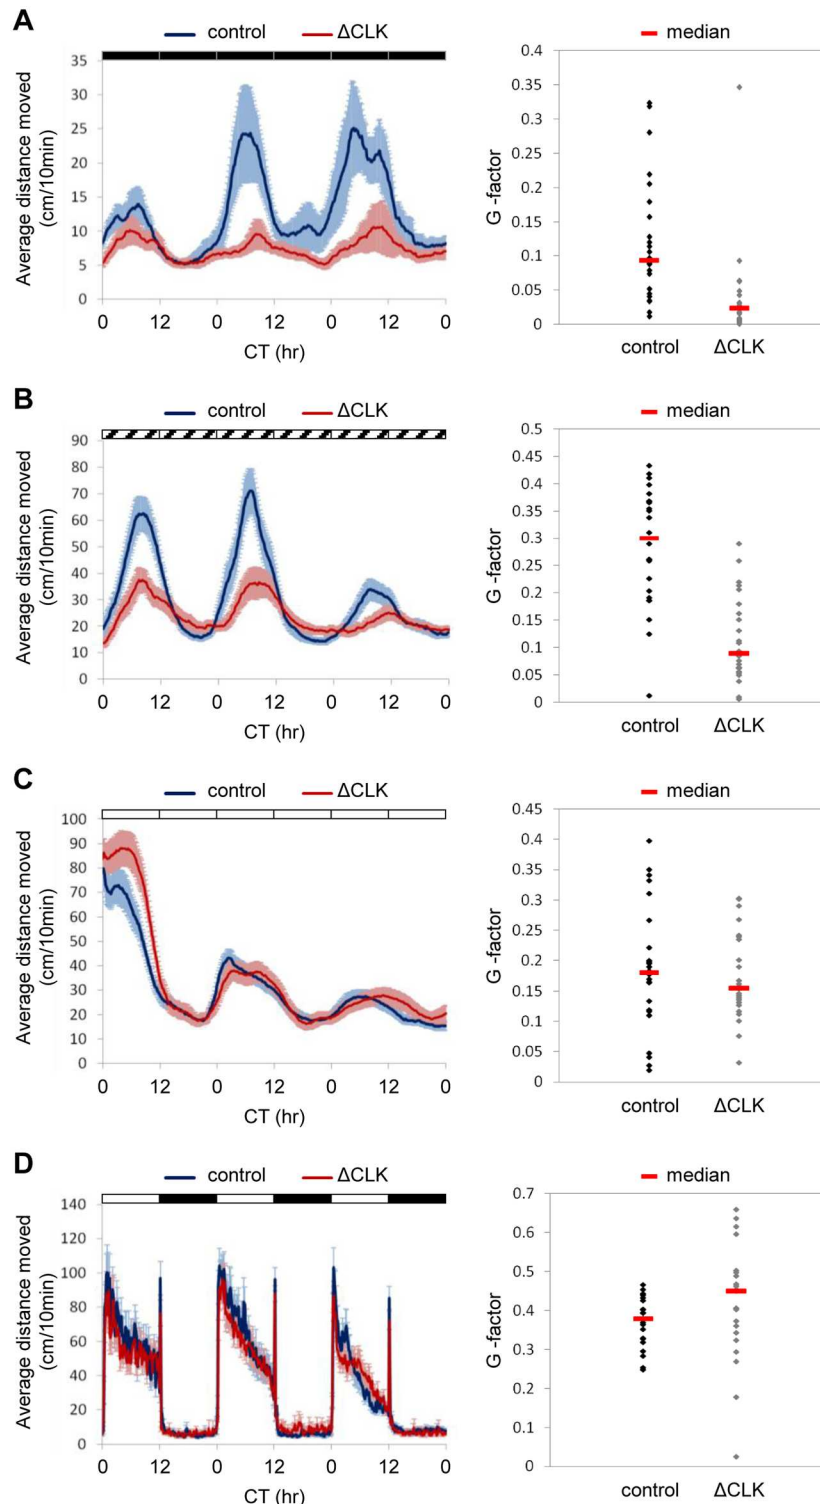 A
control ΔCLK median
Average distance moved
(cm/10min)
35
30
25
20
15
10
5
0
0 12 0 12 0 12 0
CT (hr)
G -factor
0.4
0.35
0.3
0.25
0.2
0.15
0.1
0.05
0
control ΔCLK
B
control ΔCLK median
Average distance moved
(cm/10min)
90
80
70
60
50
40
30
20
10
0
0 12 0 12 0 12 0
CT (hr)
G -factor
0.5
0.45
0.4
0.35
0.3
0.25
0.2
0.15
0.1
0.05
0
control ΔCLK
C
control ΔCLK median
Average distance moved
(cm/10min)
100
90
80
70
60
50
40
30
20
10
0
0 12 0 12 0 12 0
CT (hr)
G -factor
0.45
0.4
0.35
0.3
0.25
0.2
0.15
0.1
0.05
0
control ΔCLK
D
control ΔCLK median
Average distance moved
(cm/10min)
140
120
100
80
60
40
20
0
0 12 0 12 0 12 0
CT (hr)
G -factor
0.7
0.6
0.5
0.4
0.3
0.2
0.1
0
control ΔCLK